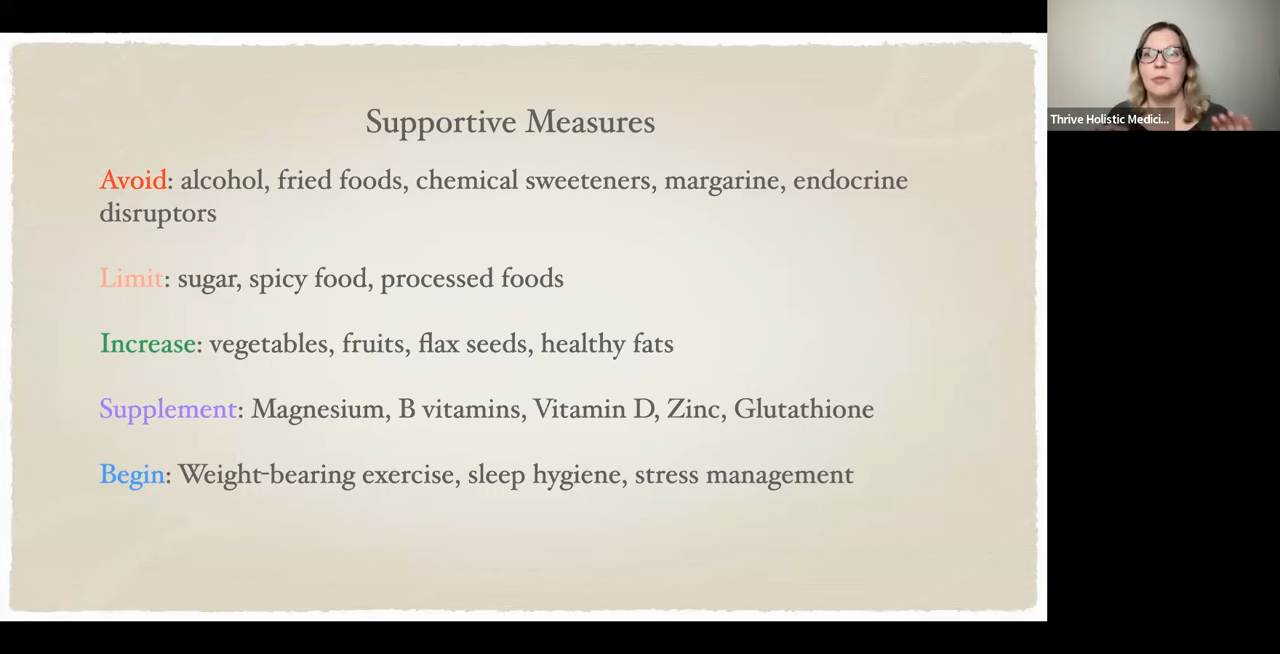 Supportive Measures
Avoid: alcohol, fried foods, chemical sweeteners, margarine, endocrine
disruptors
Limit: sugar, spicy food, processed foods
Increase: vegetables, fruits, flax seeds, healthy fats
Supplement: Magnesium, B vitamins, Vitamin D, Zinc, Glutathione
Begin: Weight-bearing exercise, sleep hygiene, stress management
Thrive Holistic Medici...